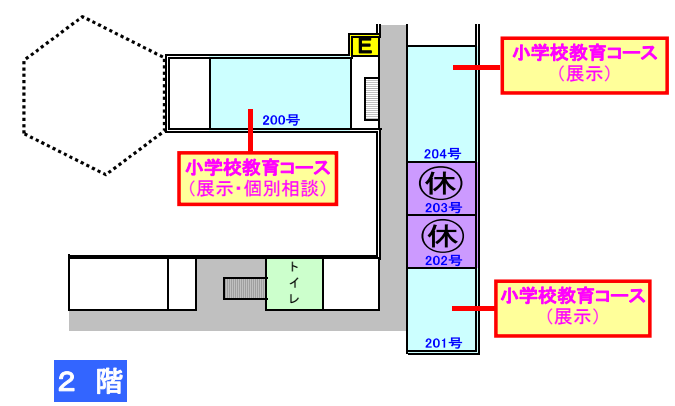 E
小学校教育コース
（展示）
200号
204号
小学校教育コース
（展示・個別相談）
休
203号
休
202号
トイレ
小学校教育コース
（展示）
201号
２ 階